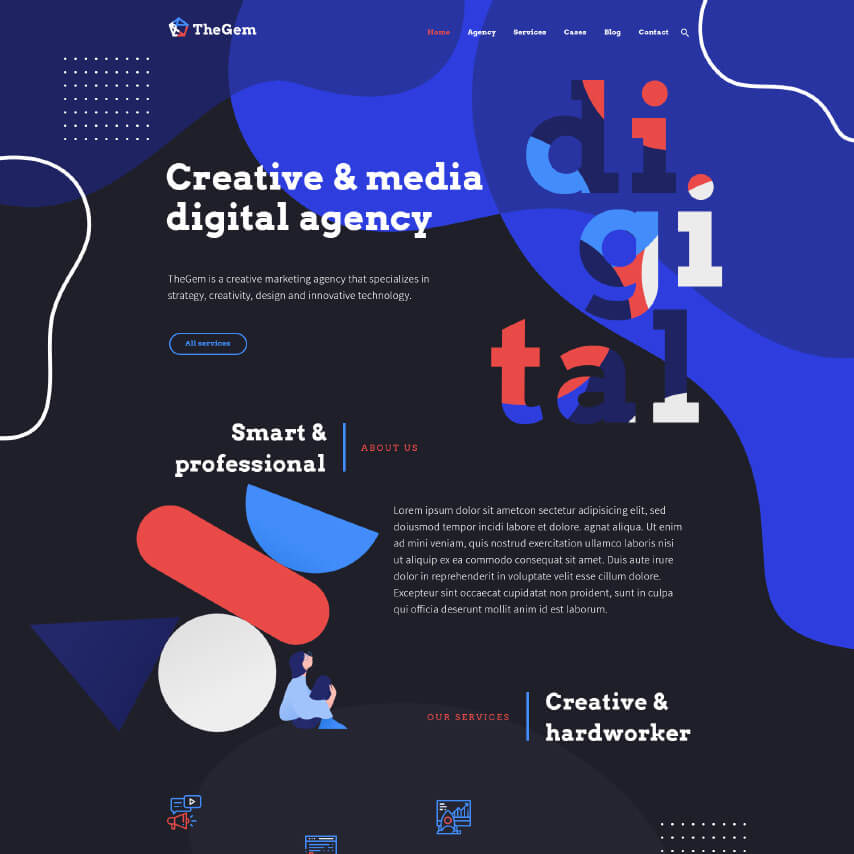 TheGem
Home Agency Services Cases Blog Contact
di
gi
tal
Creative & media
digital agency
TheGem is a creative marketing agency that specializes in
strategy, creativity, design and innovative technology.
All services
Smart &
professional
ABOUT US
Lorem ipsum dolor sit ametcon sectetur adipisicing elit, sed
doiusmod tempor incidi labore et dolore. agnat aliqua. Ut enim
ad mini veniam, quis nostrud exercitation ullamco laboris nisi
ut aliquip ex ea commodo consequat sit amet. Duis aute irure
dolor in reprehenderit in voluptate velit esse cillum dolore.
Excepteur sint occaecat cupidatat non proident, sunt in culpa
qui officia deserunt mollit anim id est laborum.
OUR SERVICES
Creative &
hardworker